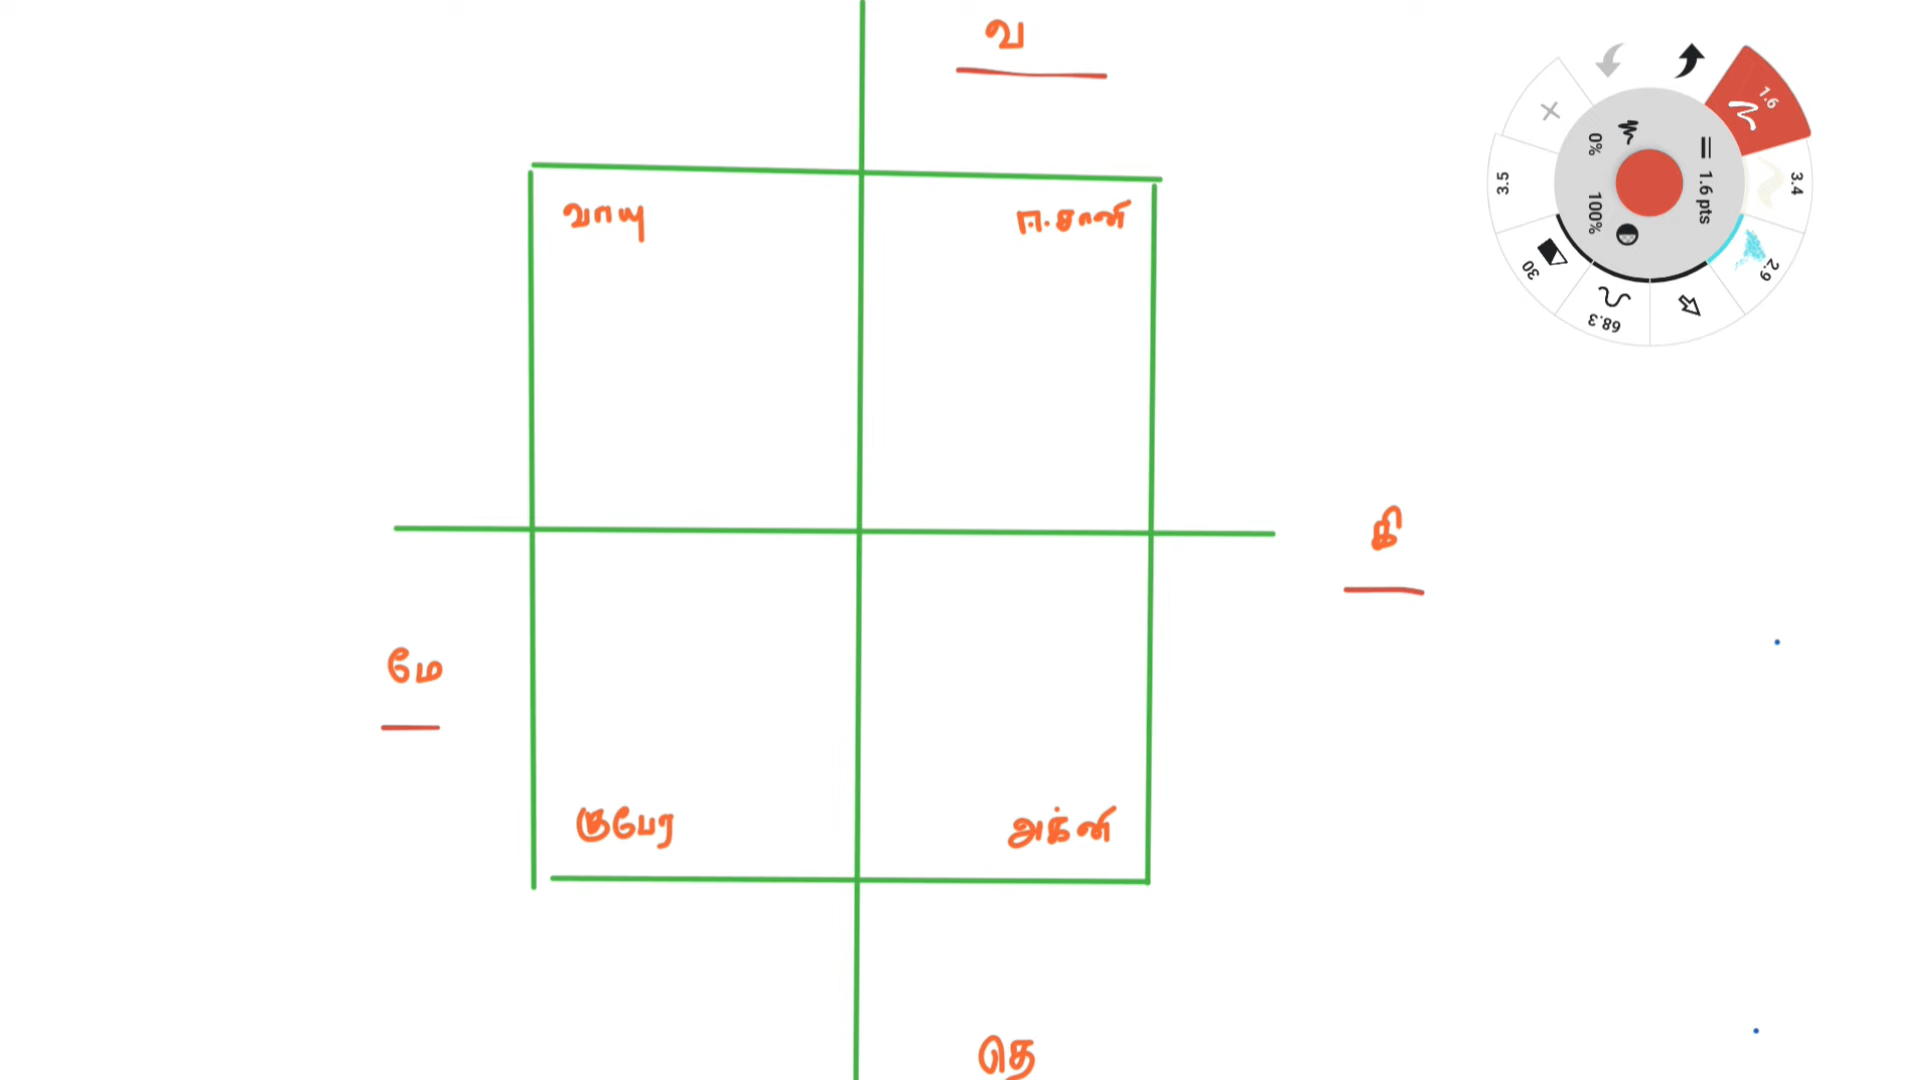 வ
வாயு
ஈ.சானி
கி
மே
குபேர
அக்னி
தெ
1.6
3.4
2.9
68.3
30
3.5
0%
100%
1.6 pts